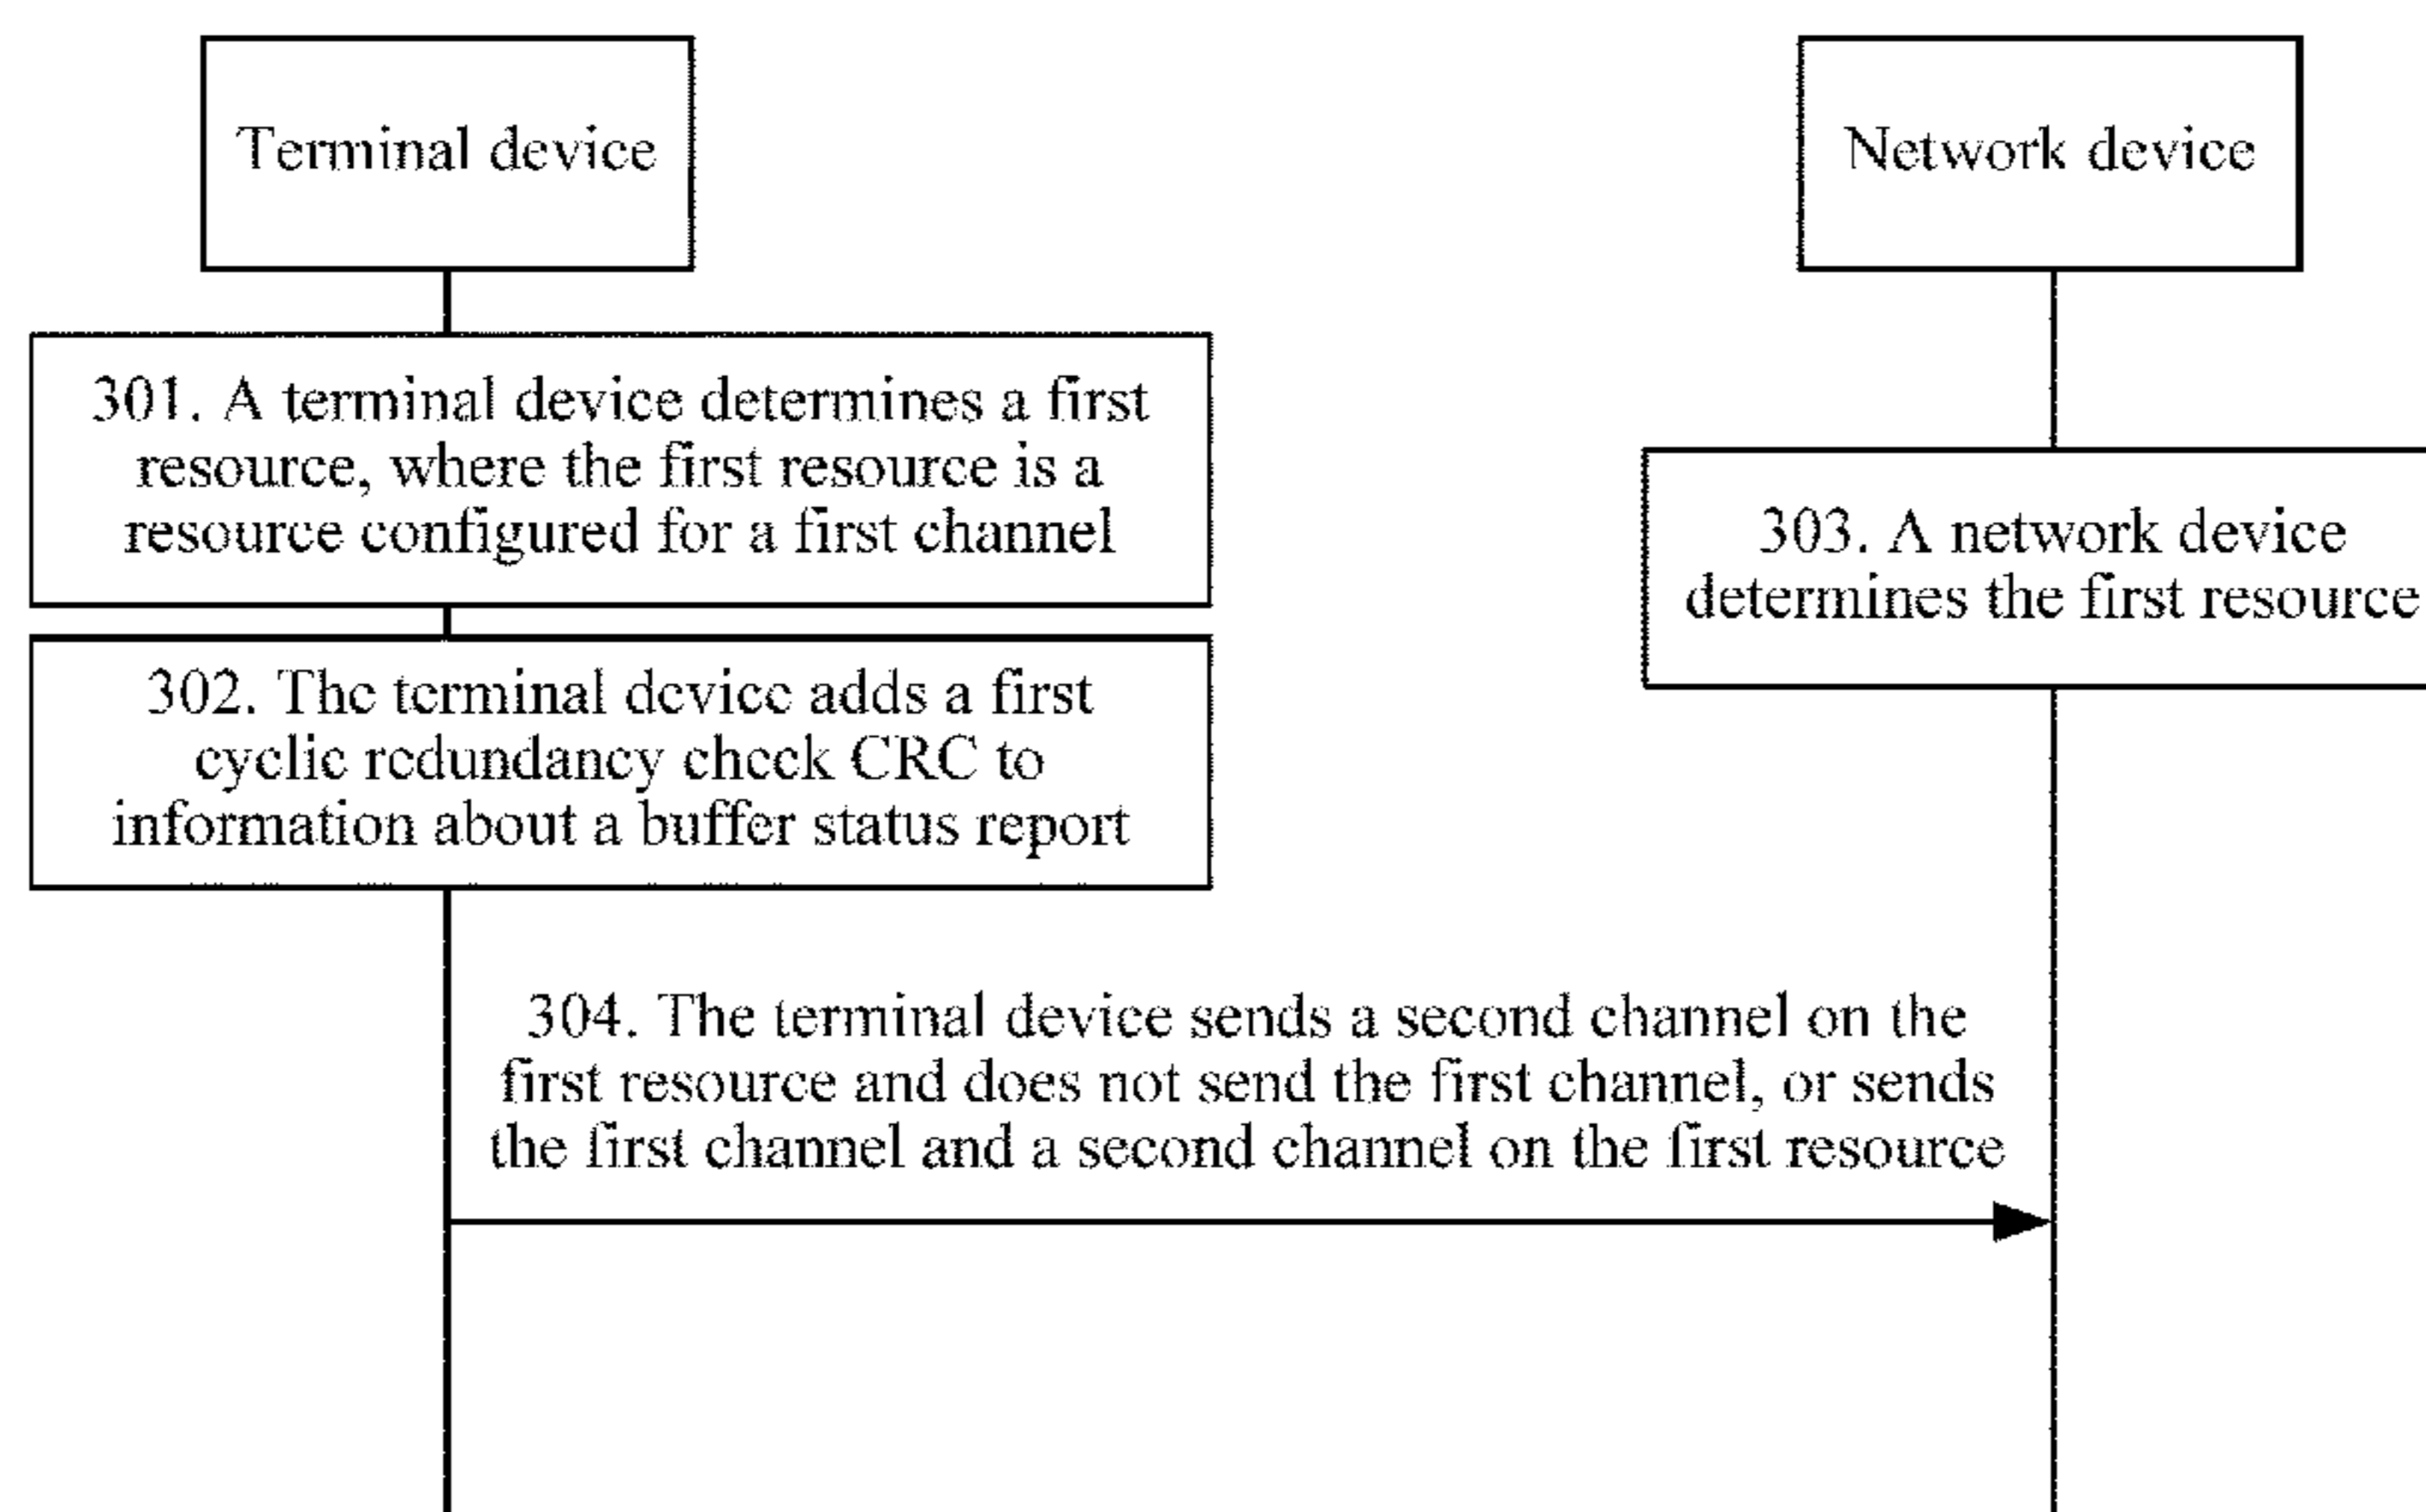 Terminal device
Network device
301. A terminal device determines a first
resource, where the first resource is a
resource configured for a first channel
303. A network device
determines the first resource
302. The terminal device adds a first
cyclic redundancy check CRC to
information about a buffer status report
304. The terminal device sends a second channel on the
first resource and does not send the first channel, or sends
the first channel and a second channel on the first resource